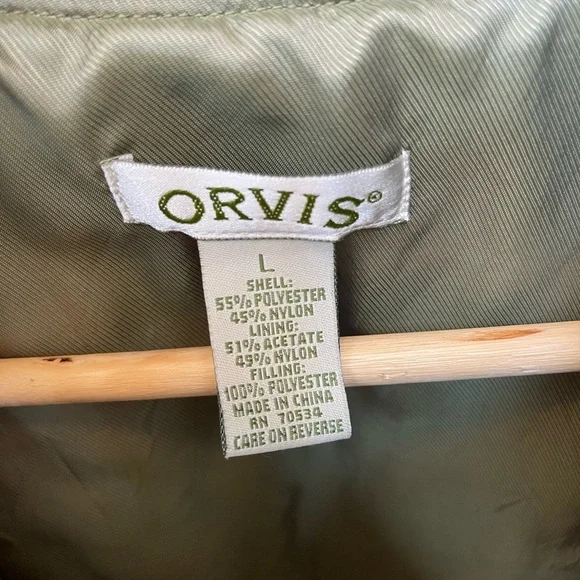 ORVIS®
L
SHELL:
55% POLYESTER
45% NYLON
LINING:
51% ACETATE
49% NYLON
FILLING:
100% POLYESTER
MADE IN CHINA
RN 70534
CARE ON REVERSE